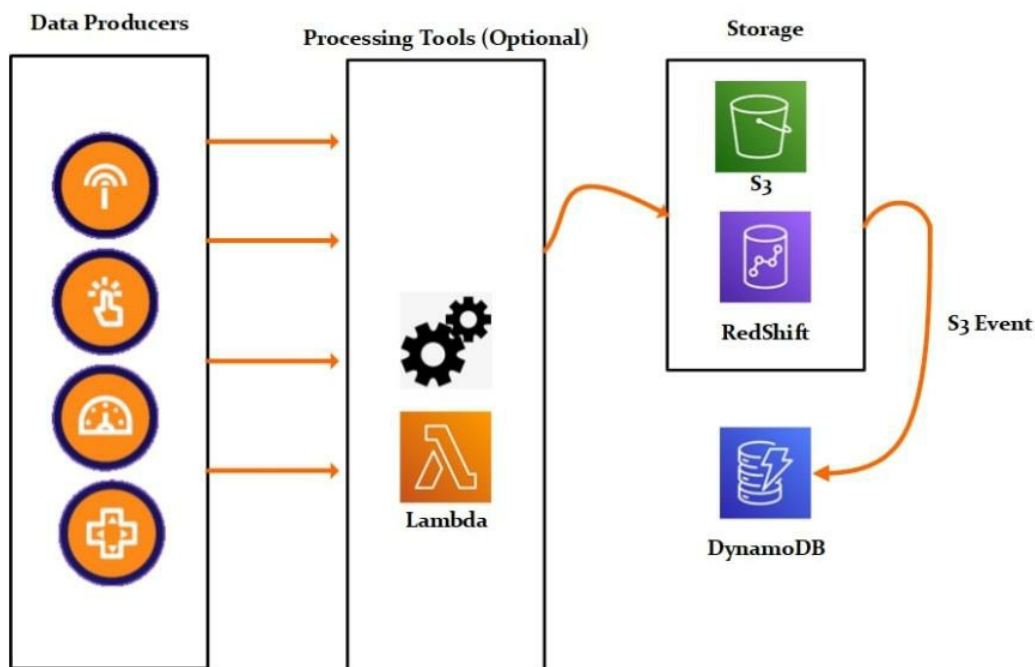 Data Producers
Processing Tools (Optional)
Storage
S3
RedShift
S3 Event
Lambda
DynamoDB